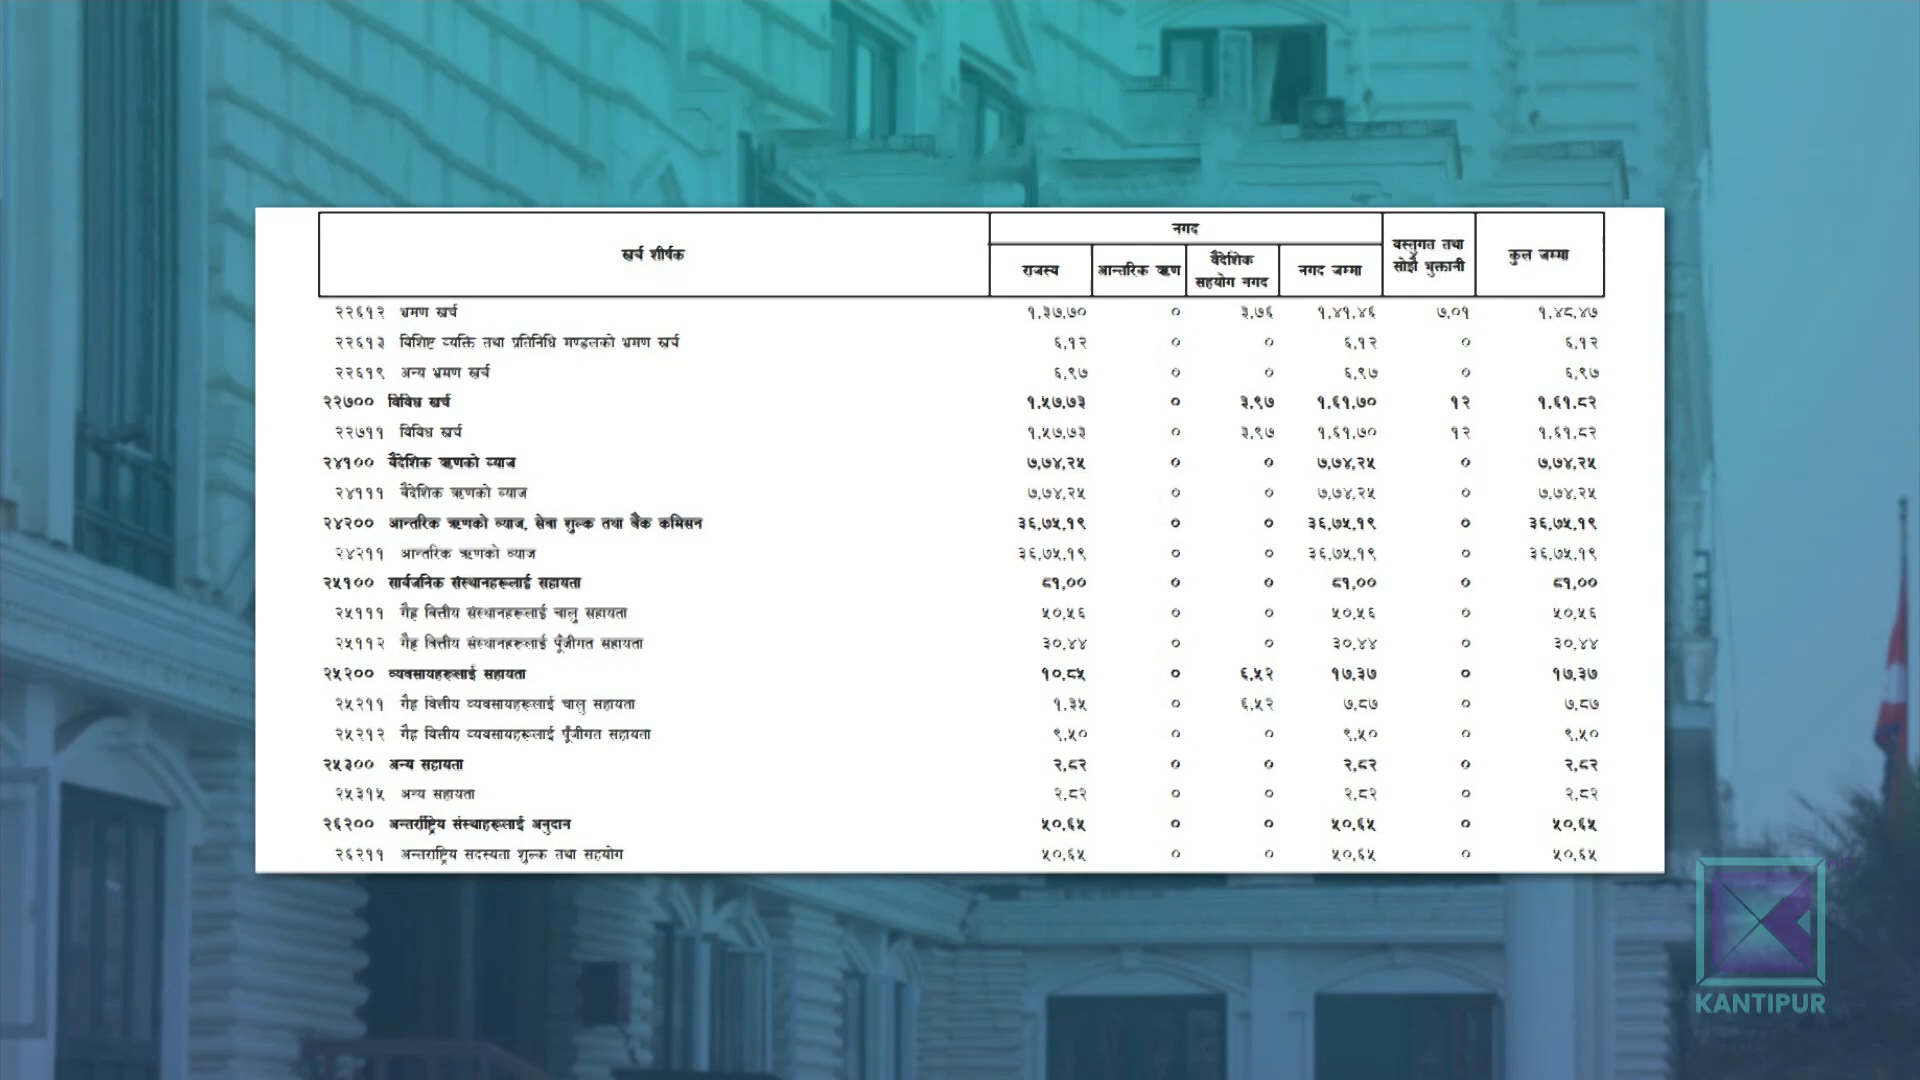 खर्च शीर्षक नगद वस्तुगत तथा सोझै भुक्तानी कुल जम्मा
राजस्व आन्तरिक ऋण वैदेशिक सहयोग नगद नगद जम्मा
२२६१२ भ्रमण खर्च १,३७,७० ० ३,७६ १,४१,४६ ७,०१ १,४८,४७
२२६१३ विशिष्ट व्यक्ति तथा प्रतिनिधि मण्डलको भ्रमण खर्च ६,१२ ० ० ६,१२ ० ६,१२
२२६१९ अन्य भ्रमण खर्च ६,९७ ० ० ६,९७ ० ६,९७
२२७०० विविध खर्च १,५७,७३ ० ३,९७ १,६१,७० १२ १,६१,८२
२२७११ विविध खर्च १,५७,७३ ० ३,९७ १,६१,७० १२ १,६१,८२
२४१०० वैदेशिक ऋणको व्याज ७,७४,२५ ० ० ७,७४,२५ ० ७,७४,२५
२४१११ वैदेशिक ऋणको व्याज ७,७४,२५ ० ० ७,७४,२५ ० ७,७४,२५
२४२०० आन्तरिक ऋणको व्याज, सेवा शुल्क तथा बैंक कमिसन ३६,७५,१९ ० ० ३६,७५,१९ ० ३६,७५,१९
२४२११ आन्तरिक ऋणको व्याज ३६,७५,१९ ० ० ३६,७५,१९ ० ३६,७५,१९
२५१०० सार्वजनिक संस्थानहरूलाई सहायता ८१,०० ० ० ८१,०० ० ८१,००
२५१११ गैह्र वित्तीय संस्थानहरूलाई चालु सहायता ५०,५६ ० ० ५०,५६ ० ५०,५६
२५११२ गैह्र वित्तीय संस्थानहरूलाई पूँजीगत सहायता ३०,४४ ० ० ३०,४४ ० ३०,४४
२५२०० व्यवसायहरूलाई सहायता १०,८५ ० ६,५२ १७,३७ ० १७,३७
२५२११ गैह्र वित्तीय व्यवसायहरूलाई चालु सहायता १,३५ ० ६,५२ ७,८७ ० ७,८७
२५२१२ गैह्र वित्तीय व्यवसायहरूलाई पूँजीगत सहायता ९,५० ० ० ९,५० ० ९,५०
२५३०० अन्य सहायता २,८२ ० ० २,८२ ० २,८२
२५३१५ अन्य सहायता २,८२ ० ० २,८२ ० २,८२
२६२०० अन्तर्राष्ट्रिय संस्थाहरूलाई अनुदान ५०,६५ ० ० ५०,६५ ० ५०,६५
२६२११ अन्तराष्ट्रिय सदस्यता शुल्क तथा सहयोग ५०,६५ ० ० ५०,६५ ० ५०,६५
KANTIPUR